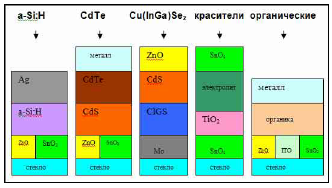 a-Si:H CdTe Cu(InGa)Se₂ красители органические
металл ZnO SnO₂
Ag CdTe CdS электролит металл
a-Si:H CdS CIGS TiO₂ органика
ZnO SnO₂ ZnO SnO₂ Mo SnO₂ ZnO ITO SnO₂
стекло стекло стекло стекло стекло